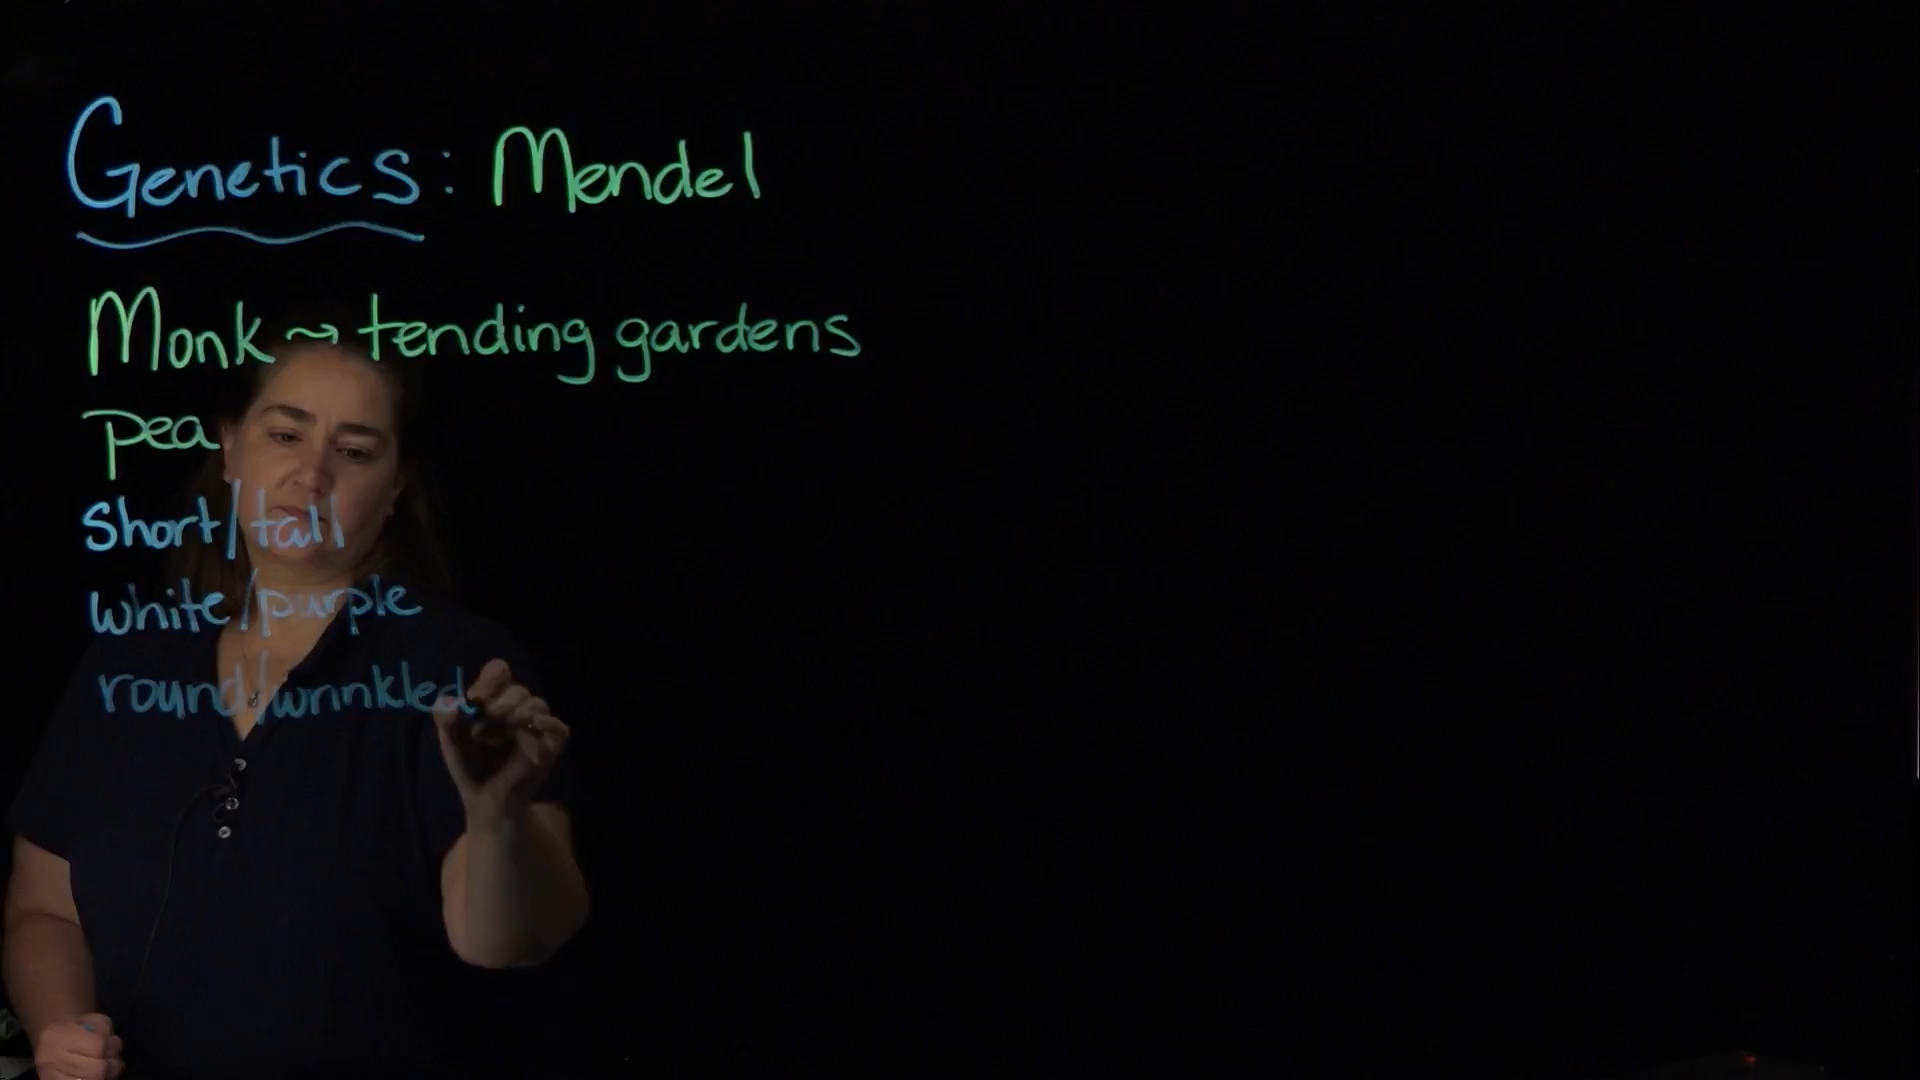 Genetics: Mendel
Monk → tending gardens
pea
short/tall
white/purple
round/wrinkled